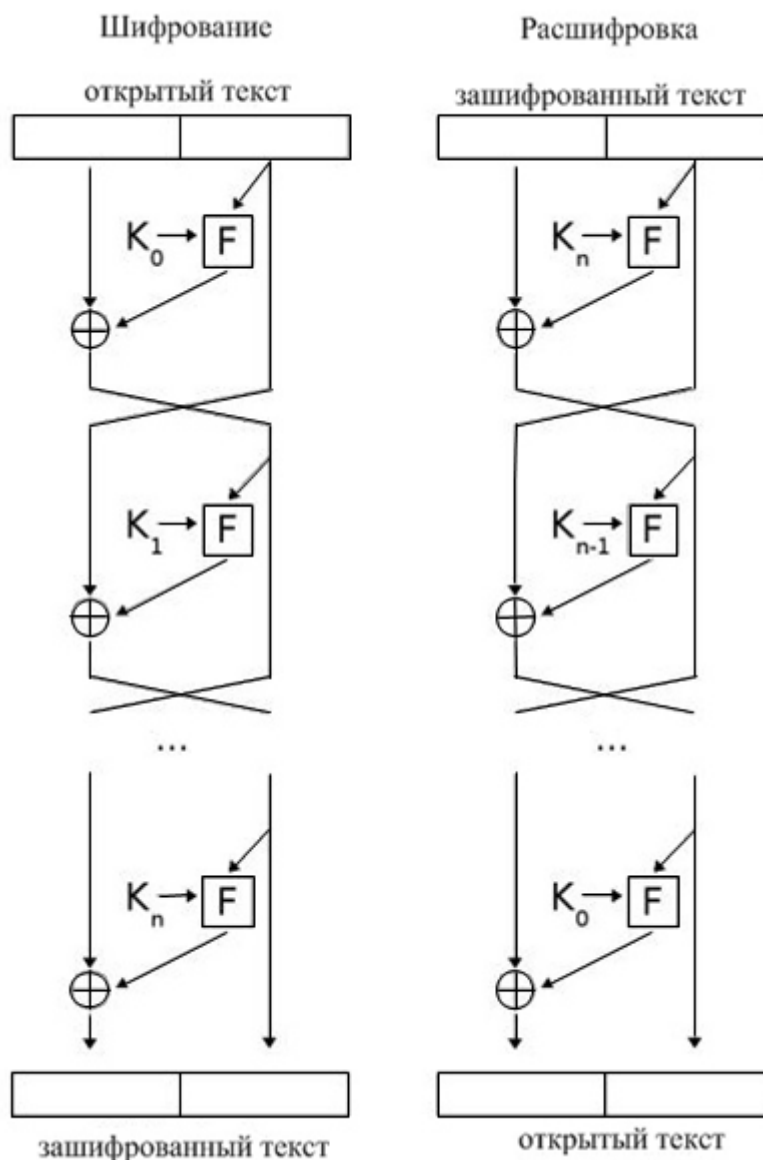 Шифрование
открытый текст
K₀ F
K₁ F
...
Kₙ F
зашифрованный текст
Расшифровка
зашифрованный текст
Kₙ F
Kₙ₋₁ F
...
K₀ F
открытый текст